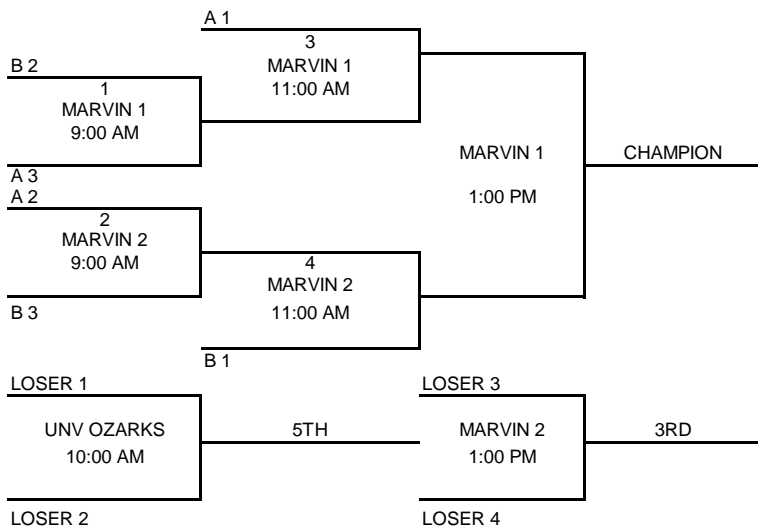 A 1
3
MARVIN 1
11:00 AM
B 2
1
MARVIN 1
9:00 AM
A 3
MARVIN 1
1:00 PM
CHAMPION
A 2
2
MARVIN 2
9:00 AM
B 3
4
MARVIN 2
11:00 AM
B 1
LOSER 1
UNV OZARKS
10:00 AM
LOSER 2
5TH
LOSER 3
MARVIN 2
1:00 PM
LOSER 4
3RD